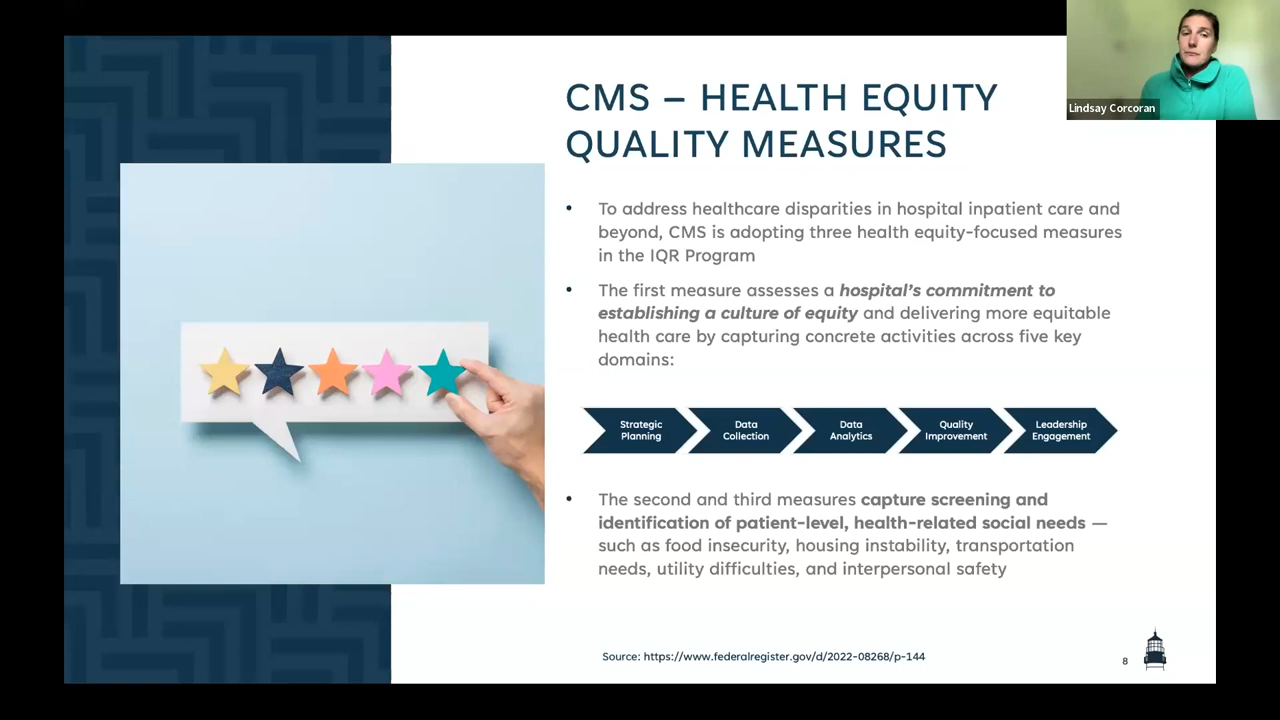 CMS – HEALTH EQUITY
QUALITY MEASURES
Lindsay Corcoran
• To address healthcare disparities in hospital inpatient care and
beyond, CMS is adopting three health equity-focused measures
in the IQR Program
• The first measure assesses a hospital's commitment to
establishing a culture of equity and delivering more equitable
health care by capturing concrete activities across five key
domains:
Strategic
Planning
Data
Collection
Data
Analytics
Quality
Improvement
Leadership
Engagement
• The second and third measures capture screening and
identification of patient-level, health-related social needs —
such as food insecurity, housing instability, transportation
needs, utility difficulties, and interpersonal safety
Source: https://www.federalregister.gov/d/2022-08268/p-144
8